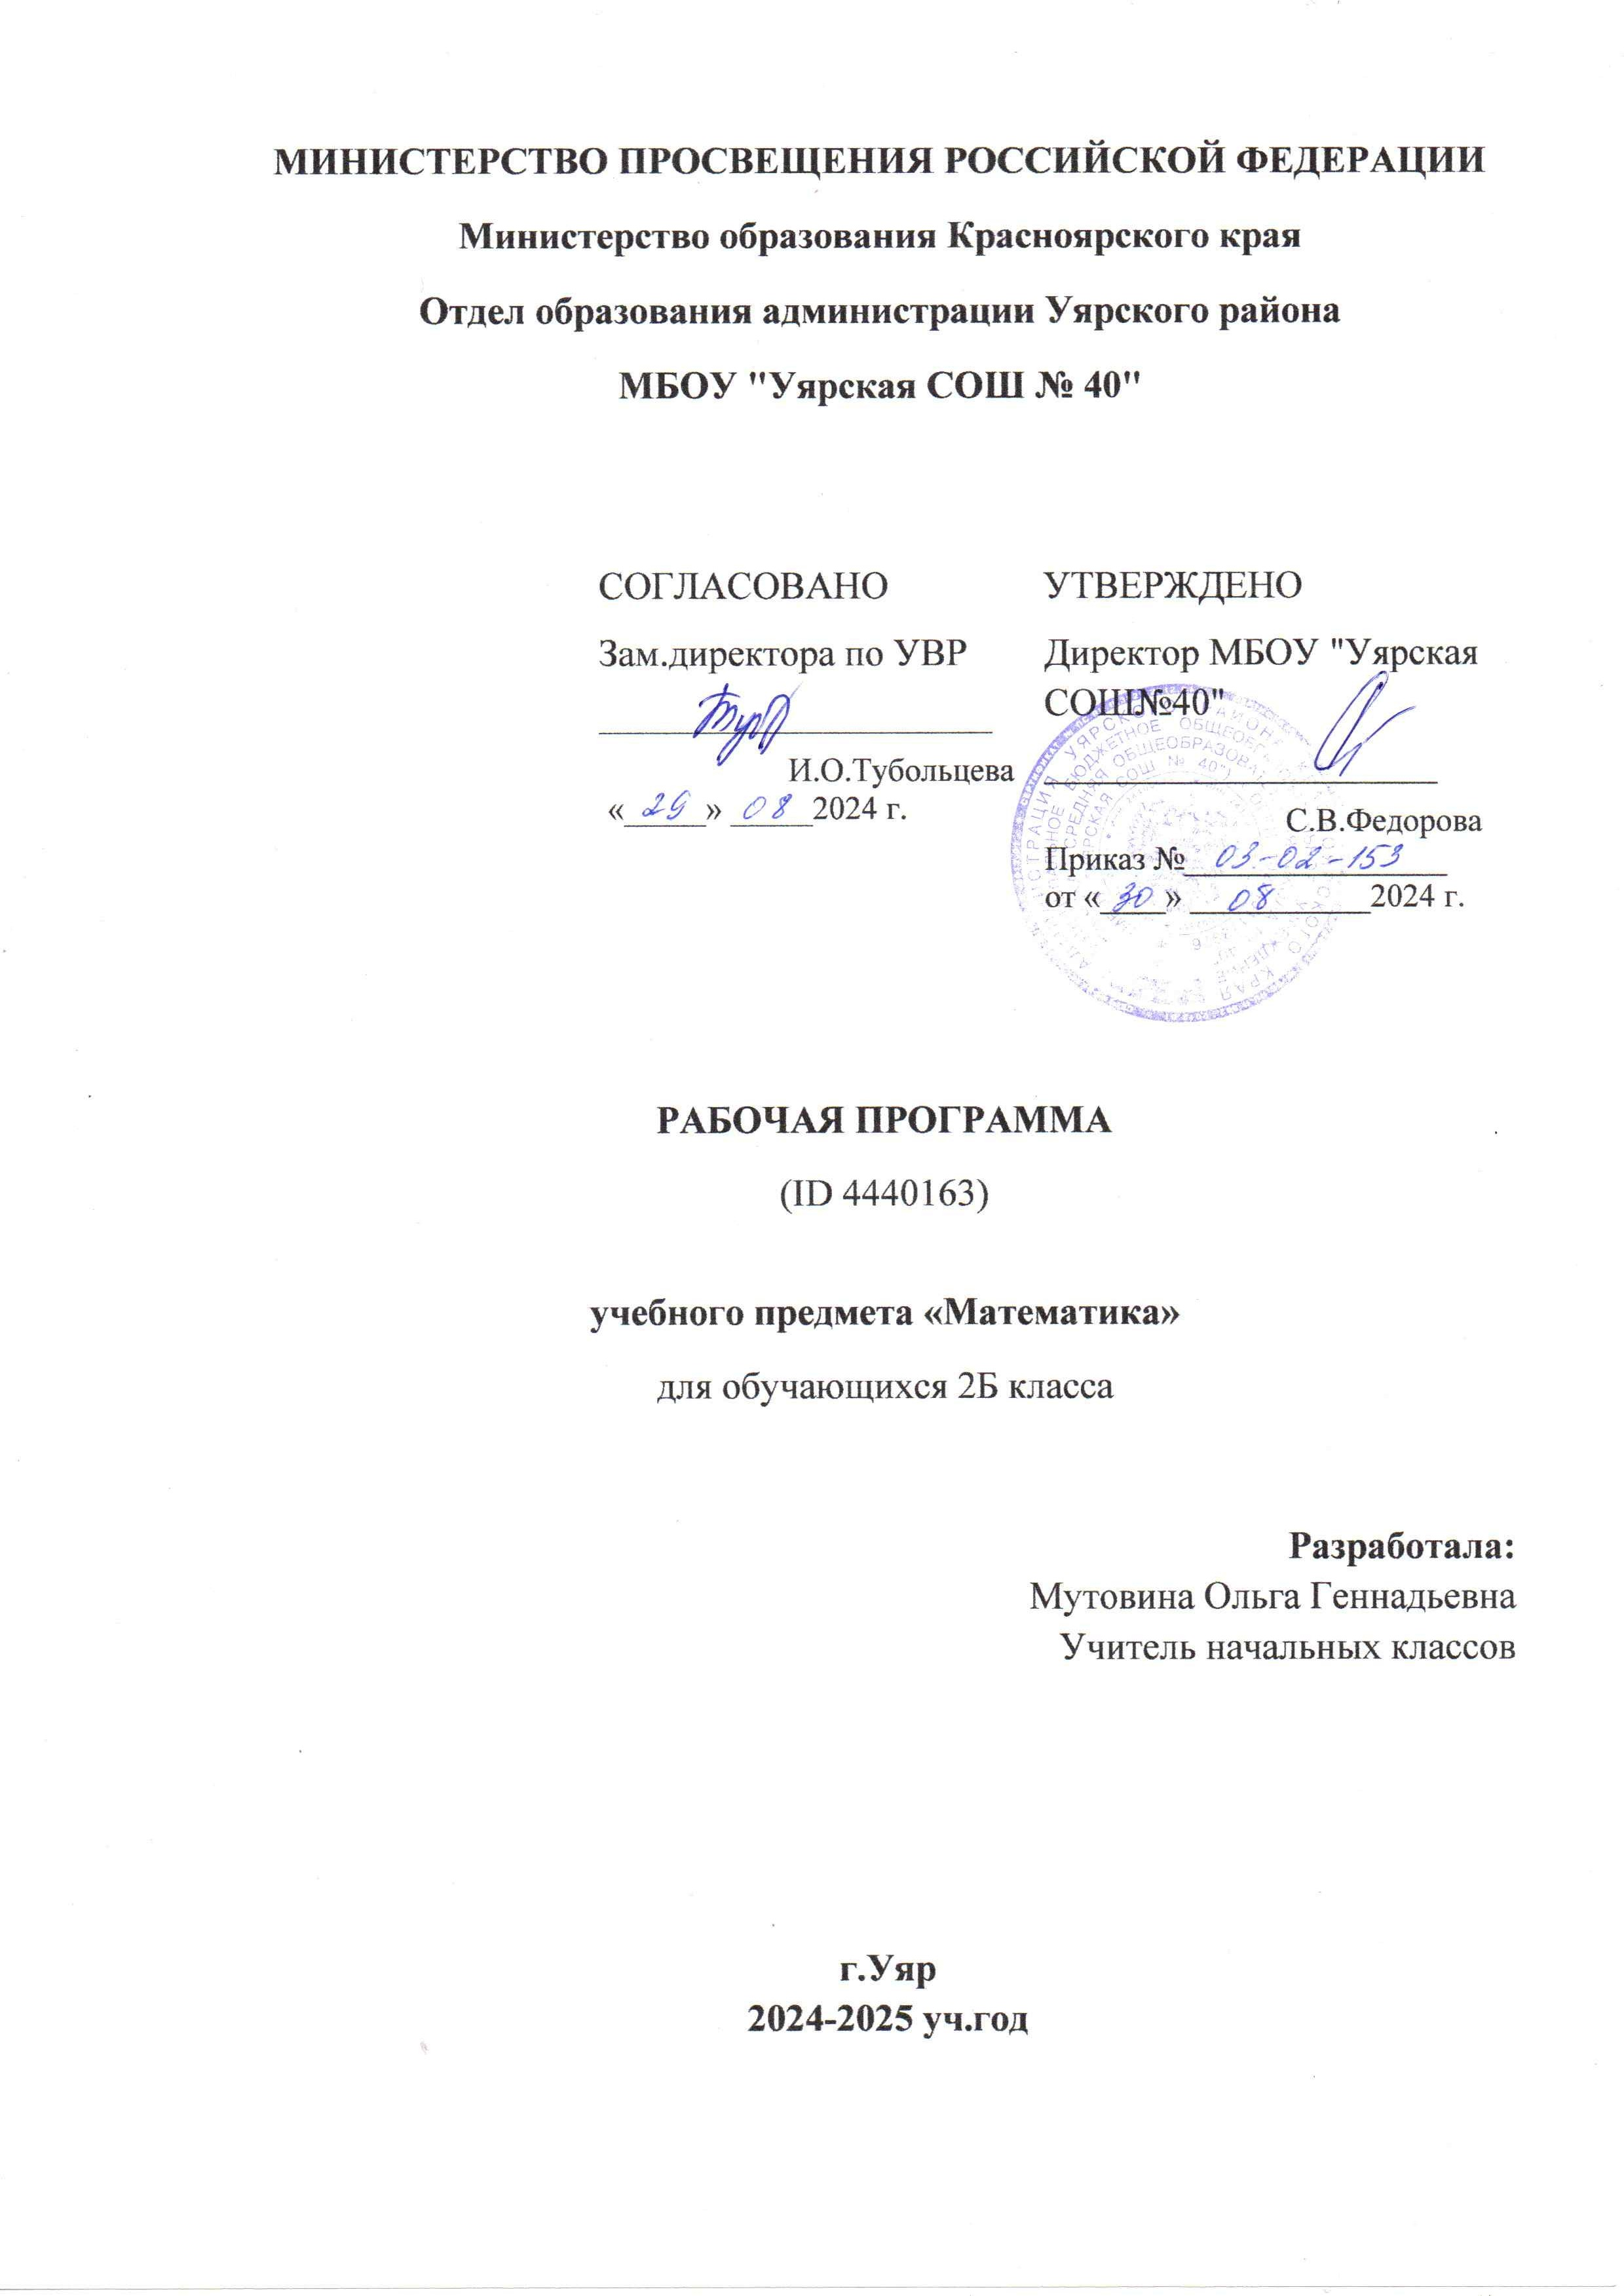 МИНИСТЕРСТВО ПРОСВЕЩЕНИЯ РОССИЙСКОЙ ФЕДЕРАЦИИ
Министерство образования Красноярского края
Отдел образования администрации Уярского района
МБОУ "Уярская СОШ № 40"
СОГЛАСОВАНО
Зам.директора по УВР
И.О.Тубольцева
«29» 08 2024 г.
УТВЕРЖДЕНО
Директор МБОУ "Уярская
СОШ№40"
С.В.Федорова
Приказ № 03-02-153
от «30» 08 2024 г.
РАБОЧАЯ ПРОГРАММА
(ID 4440163)
учебного предмета «Математика»
для обучающихся 2Б класса
Разработала:
Мутовина Ольга Геннадьевна
Учитель начальных классов
г.Уяр
2024-2025 уч.год